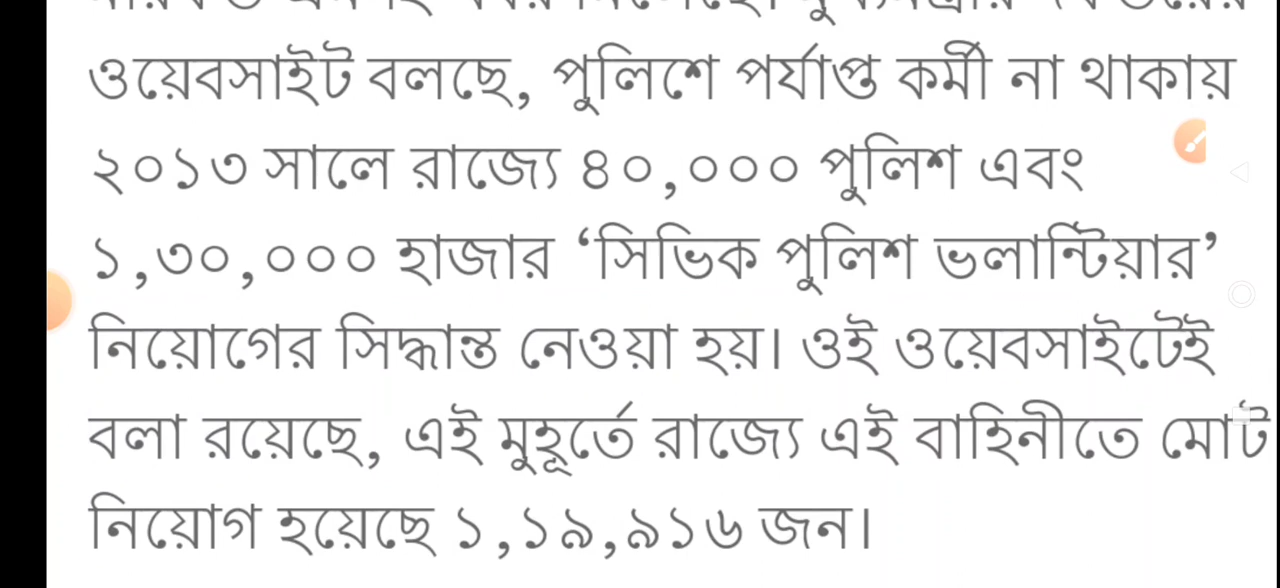 ওয়েবসাইট বলছে, পুলিশে পর্যাপ্ত কর্মী না থাকায়
২০১৩ সালে রাজ্যে ৪০,০০০ পুলিশ এবং
১,৩০,০০০ হাজার ‘সিভিক পুলিশ ভলান্টিয়ার’
নিয়োগের সিদ্ধান্ত নেওয়া হয়। ওই ওয়েবসাইটেই
বলা রয়েছে, এই মুহূর্তে রাজ্যে এই বাহিনীতে মোট
নিয়োগ হয়েছে ১,১৯,৯১৬ জন।